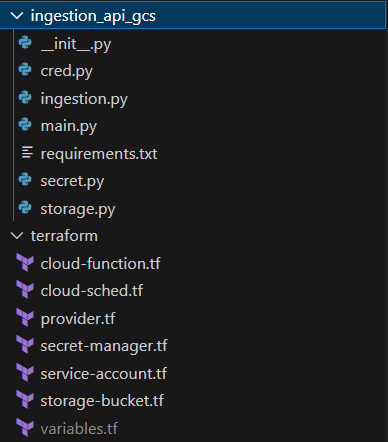 ingestion_api_gcs
__init__.py
cred.py
ingestion.py
main.py
requirements.txt
secret.py
storage.py
terraform
cloud-function.tf
cloud-sched.tf
provider.tf
secret-manager.tf
service-account.tf
storage-bucket.tf
variables.tf